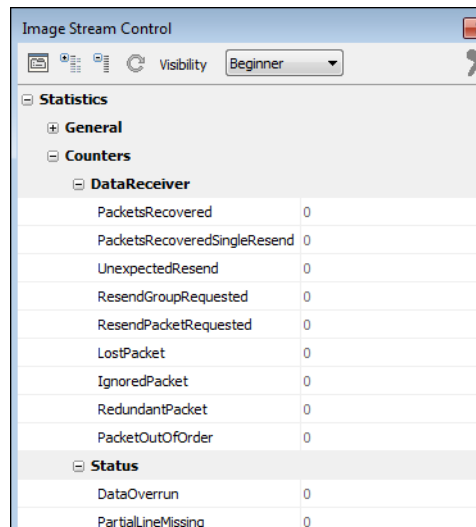 Image Stream Control
Visibility Beginner
Statistics
General
Counters
DataReceiver
PacketsRecovered 0
PacketsRecoveredSingleResend 0
UnexpectedResend 0
ResendGroupRequested 0
ResendPacketRequested 0
LostPacket 0
IgnoredPacket 0
RedundantPacket 0
PacketOutOfOrder 0
Status
DataOverrun 0
PartialLineMissing 0